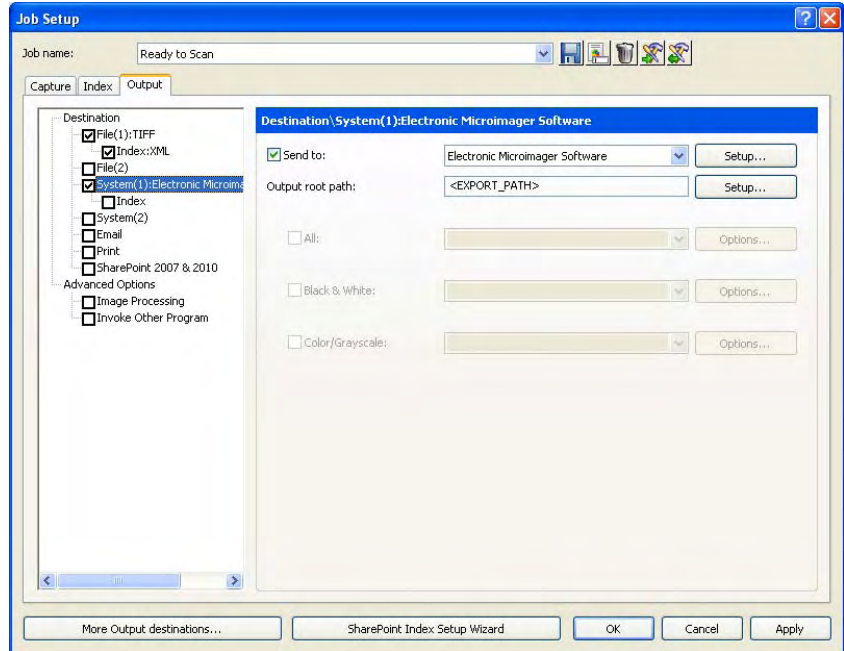 Job Setup
Job name: Ready to Scan
Capture Index Output
Destination
File(1):TIFF
Index:XML
File(2)
System(1):Electronic Microima
Index
System(2)
Email
Print
SharePoint 2007 & 2010
Advanced Options
Image Processing
Invoke Other Program
Destination\System(1):Electronic Microimager Software
Send to: Electronic Microimager Software Setup...
Output root path: <EXPORT_PATH> Setup...
All: Options...
Black & White: Options...
Color/Grayscale: Options...
More Output destinations... SharePoint Index Setup Wizard OK Cancel Apply